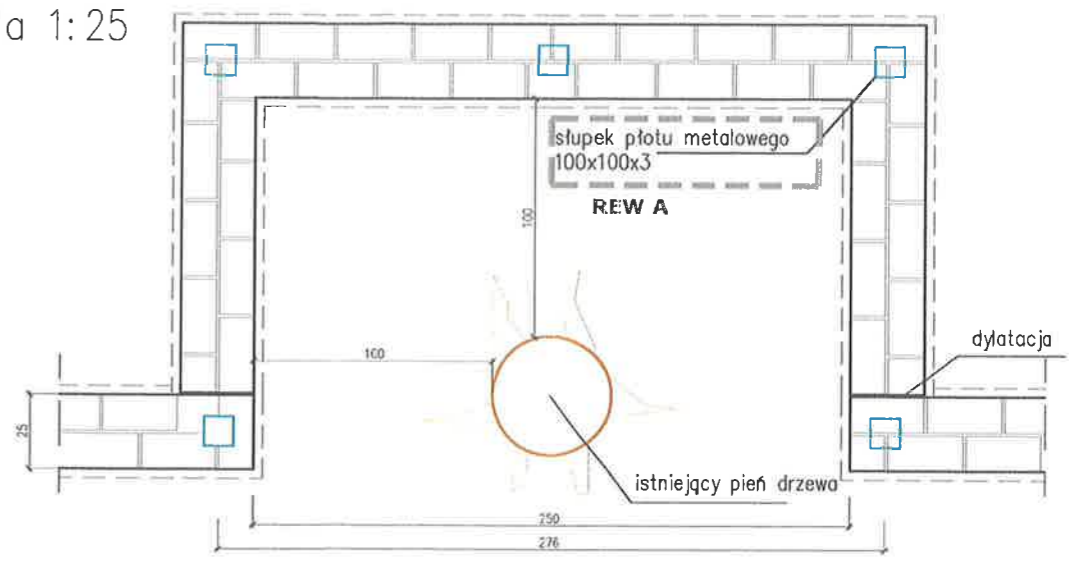 a 1:25
słupek płotu metalowego
100x100x3
REW A
100
100
dylatacja
25
istniejący pień drzewa
250
276